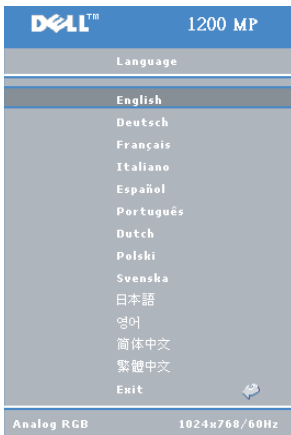 DELL™ 1200 MP
Language
English
Deutsch
Français
Italiano
Español
Português
Dutch
Polski
Svenska
日本語
영어
简体中文
繁體中文
Exit
Analog RGB 1024x768/60Hz